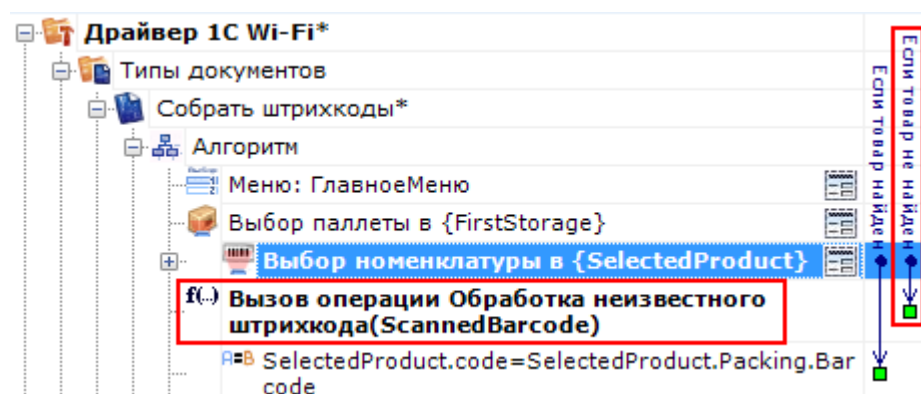 Драйвер 1С Wi-Fi*
Типы документов
Собрать штрихкоды*
Алгоритм
Меню: ГлавноеМеню
Выбор паллеты в {FirstStorage}
Выбор номенклатуры в {SelectedProduct}
f(..) Вызов операции Обработка неизвестного
штрихкода(ScannedBarcode)
A=B SelectedProduct.code=SelectedProduct.Packing.Bar
code
Если товар найден
Если товар не найден